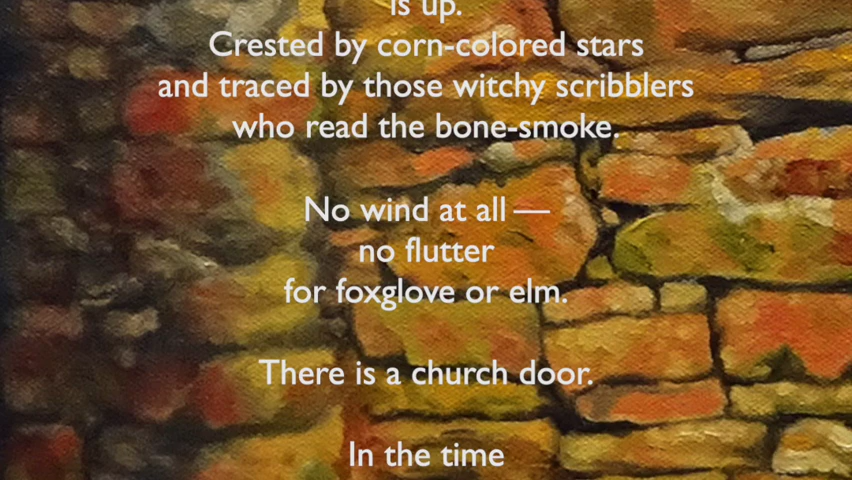 is up.
Crested by corn-colored stars
and traced by those witchy scribblers
who read the bone-smoke.
No wind at all —
no flutter
for foxglove or elm.
There is a church door.
In the time